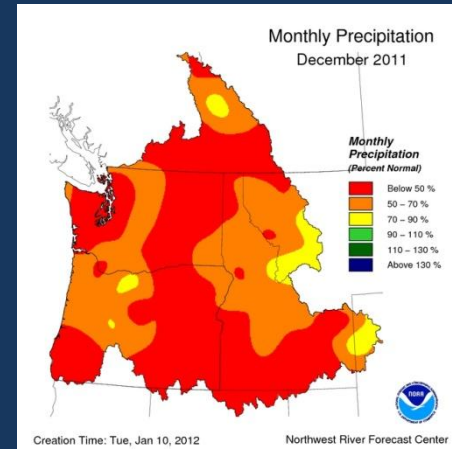 Monthly Precipitation
December 2011
Monthly
Precipitation
(Percent Normal)
Below 50 %
50 - 70 %
70 - 90 %
90 - 110 %
110 - 130 %
Above 130 %
NOAA
Creation Time: Tue, Jan 10, 2012
Northwest River Forecast Center